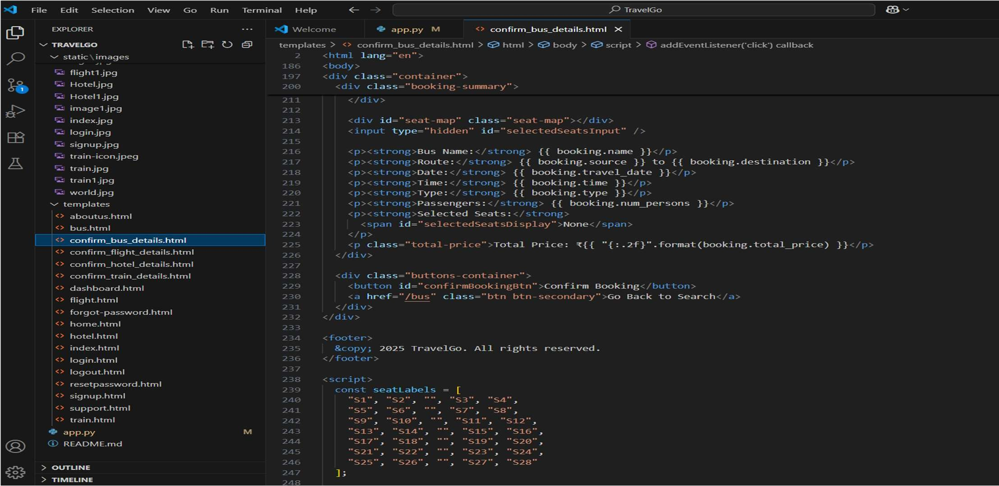 File Edit Selection View Go Run Terminal Help TravelGo
EXPLORER
TRAVELGO
static\images
flight1.jpg
Hotel.jpg
Hotel1.jpg
image1.jpg
index.jpg
login.jpg
signup.jpg
train-icon.jpeg
train.jpg
train1.jpg
world.jpg
templates
aboutus.html
bus.html
confirm_bus_details.html
confirm_flight_details.html
confirm_hotel_details.html
confirm_train_details.html
dashboard.html
flight.html
forgot-password.html
home.html
hotel.html
index.html
login.html
logout.html
resetpassword.html
signup.html
support.html
train.html
app.py M
README.md
OUTLINE
TIMELINE
1
Welcome app.py M confirm_bus_details.html
templates > confirm_bus_details.html > html > body > script > addEventListener('click') callback
2 <html lang="en">
186 <body>
197 <div class="container">
200 <div class="booking-summary">
211 </div>
212
213 <div id="seat-map" class="seat-map"></div>
214 <input type="hidden" id="selectedSeatsInput" />
215
216 <p><strong>Bus Name:</strong> {{ booking.name }}</p>
217 <p><strong>Route:</strong> {{ booking.source }} to {{ booking.destination }}</p>
218 <p><strong>Date:</strong> {{ booking.travel_date }}</p>
219 <p><strong>Time:</strong> {{ booking.time }}</p>
220 <p><strong>Type:</strong> {{ booking.type }}</p>
221 <p><strong>Passengers:</strong> {{ booking.num_persons }}</p>
222 <p><strong>Selected Seats:</strong>
223 <span id="selectedSeatsDisplay">None</span>
224 </p>
225 <p class="total-price">Total Price: ₹{{ "{:.2f}".format(booking.total_price) }}</p>
226 </div>
227
228 <div class="buttons-container">
229 <button id="confirmBookingBtn">Confirm Booking</button>
230 <a href="/bus" class="btn btn-secondary">Go Back to Search</a>
231 </div>
232 </div>
233
234 <footer>
235 &copy; 2025 TravelGo. All rights reserved.
236 </footer>
237
238 <script>
239 const seatLabels = [
240 "S1", "S2", "", "S3", "S4",
241 "S5", "S6", "", "S7", "S8",
242 "S9", "S10", "", "S11", "S12",
243 "S13", "S14", "", "S15", "S16",
244 "S17", "S18", "", "S19", "S20",
245 "S21", "S22", "", "S23", "S24",
246 "S25", "S26", "", "S27", "S28"
247 ];
248